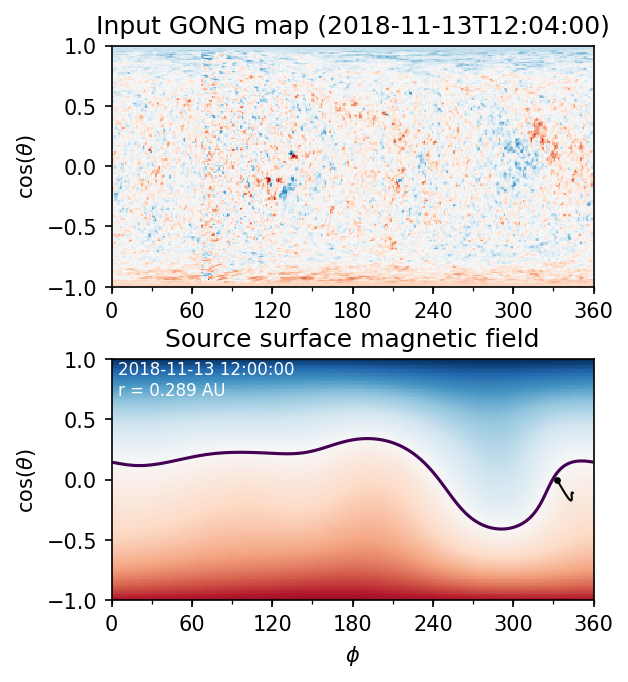 Input GONG map (2018-11-13T12:04:00)
1.0
0.5
0.0
−0.5
−1.0
cos(θ)
0 60 120 180 240 300 360
Source surface magnetic field
2018-11-13 12:00:00
r = 0.289 AU
1.0
0.5
0.0
−0.5
−1.0
cos(θ)
0 60 120 180 240 300 360
ϕ